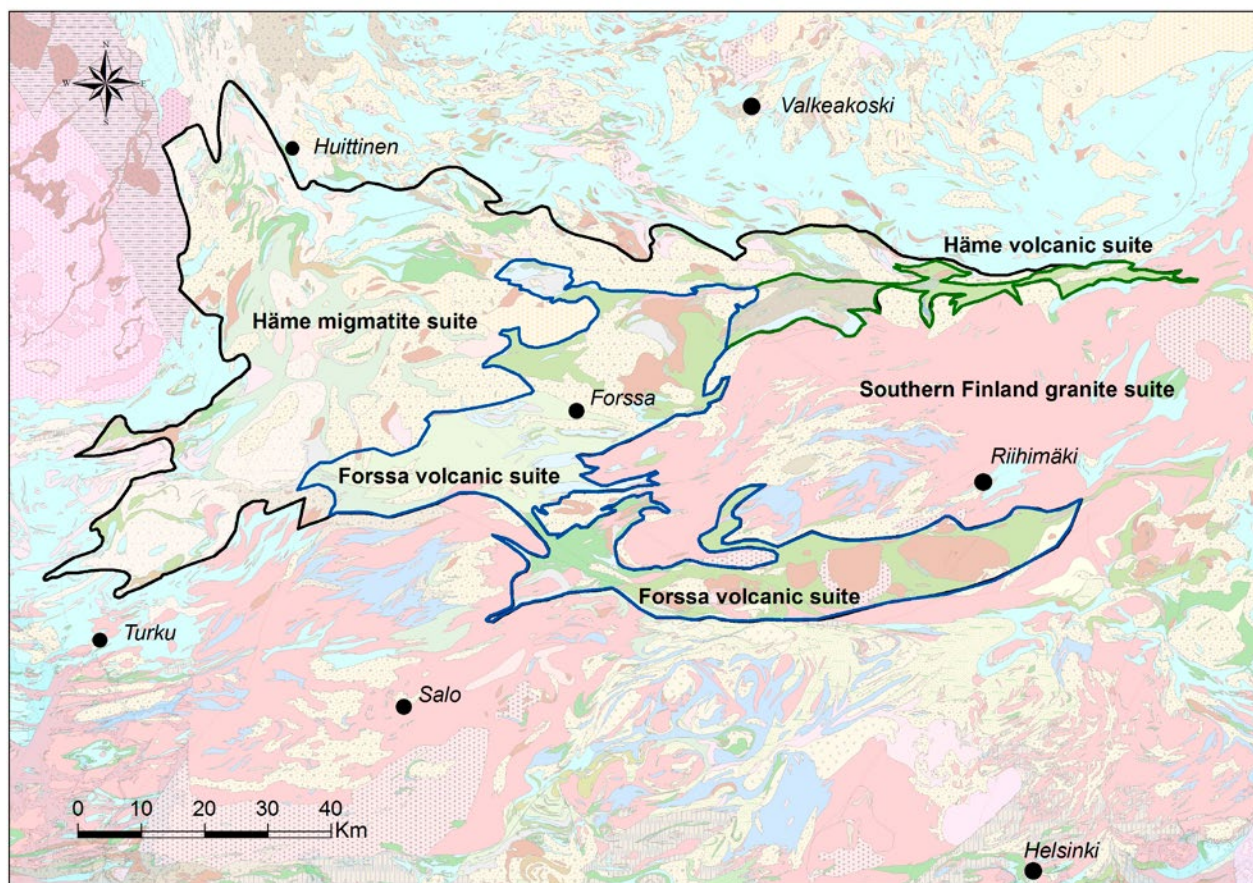 N
W
E
S
Valkeakoski
Huittinen
Häme volcanic suite
Häme migmatite suite
Southern Finland granite suite
Forssa
Forssa volcanic suite
Riihimäki
Forssa volcanic suite
Turku
Salo
0 10 20 30 40
Km
Helsinki